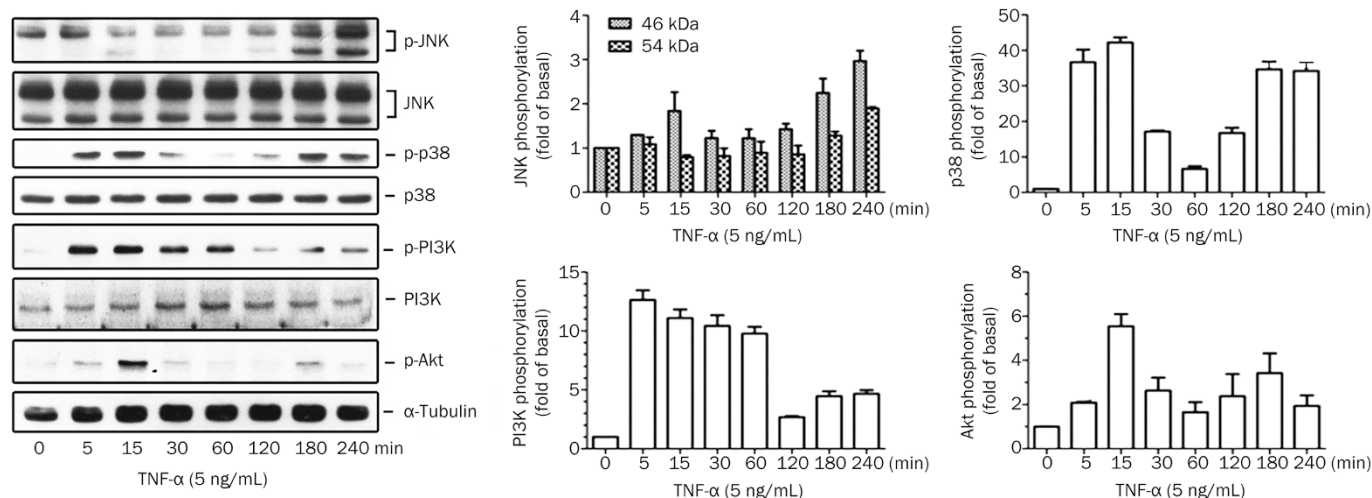 p-JNK
JNK
p-p38
p38
p-PI3K
PI3K
p-Akt
α-Tubulin
0 5 15 30 60 120 180 240 min
TNF-α (5 ng/mL)
JNK phosphorylation
(fold of basal)
4
3
2
1
0
46 kDa
54 kDa
0 5 15 30 60 120 180 240 (min)
TNF-α (5 ng/mL)
p38 phosphorylation
(fold of basal)
50
40
30
20
10
0
0 5 15 30 60 120 180 240 (min)
TNF-α (5 ng/mL)
PI3K phosphorylation
(fold of basal)
15
10
5
0
0 5 15 30 60 120 180 240 (min)
TNF-α (5 ng/mL)
Akt phosphorylation
(fold of basal)
8
6
4
2
0
0 5 15 30 60 120 180 240 (min)
TNF-α (5 ng/mL)